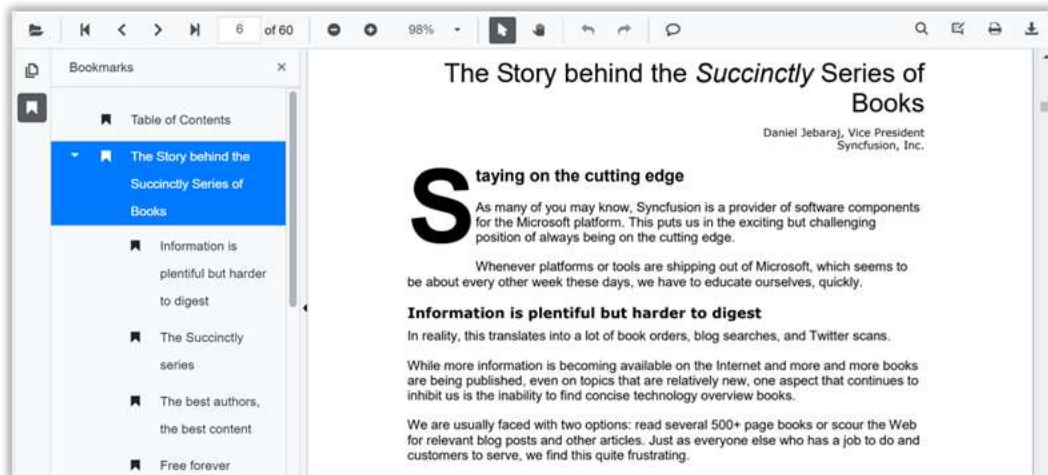 6 of 60 98%
Bookmarks
Table of Contents
The Story behind the
Succinctly Series of
Books
Information is
plentiful but harder
to digest
The Succinctly
series
The best authors,
the best content
Free forever
The Story behind the Succinctly Series of
Books
Daniel Jebaraj, Vice President
Syncfusion, Inc.
Staying on the cutting edge
As many of you may know, Syncfusion is a provider of software components
for the Microsoft platform. This puts us in the exciting but challenging
position of always being on the cutting edge.
Whenever platforms or tools are shipping out of Microsoft, which seems to
be about every other week these days, we have to educate ourselves, quickly.
Information is plentiful but harder to digest
In reality, this translates into a lot of book orders, blog searches, and Twitter scans.
While more information is becoming available on the Internet and more and more books
are being published, even on topics that are relatively new, one aspect that continues to
inhibit us is the inability to find concise technology overview books.
We are usually faced with two options: read several 500+ page books or scour the Web
for relevant blog posts and other articles. Just as everyone else who has a job to do and
customers to serve, we find this quite frustrating.